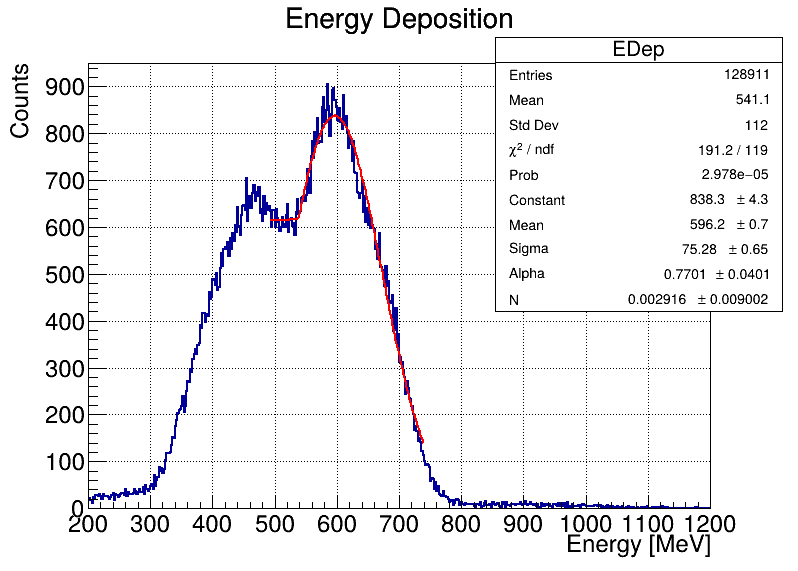 Energy Deposition
EDep
Entries 128911
Mean 541.1
Std Dev 112
χ² / ndf 191.2 / 119
Prob 2.978e−05
Constant 838.3 ± 4.3
Mean 596.2 ± 0.7
Sigma 75.28 ± 0.65
Alpha 0.7701 ± 0.0401
N 0.002916 ± 0.009002
Counts
900
800
700
600
500
400
300
200
100
0
200 300 400 500 600 700 800 900 1000 1100 1200
Energy [MeV]